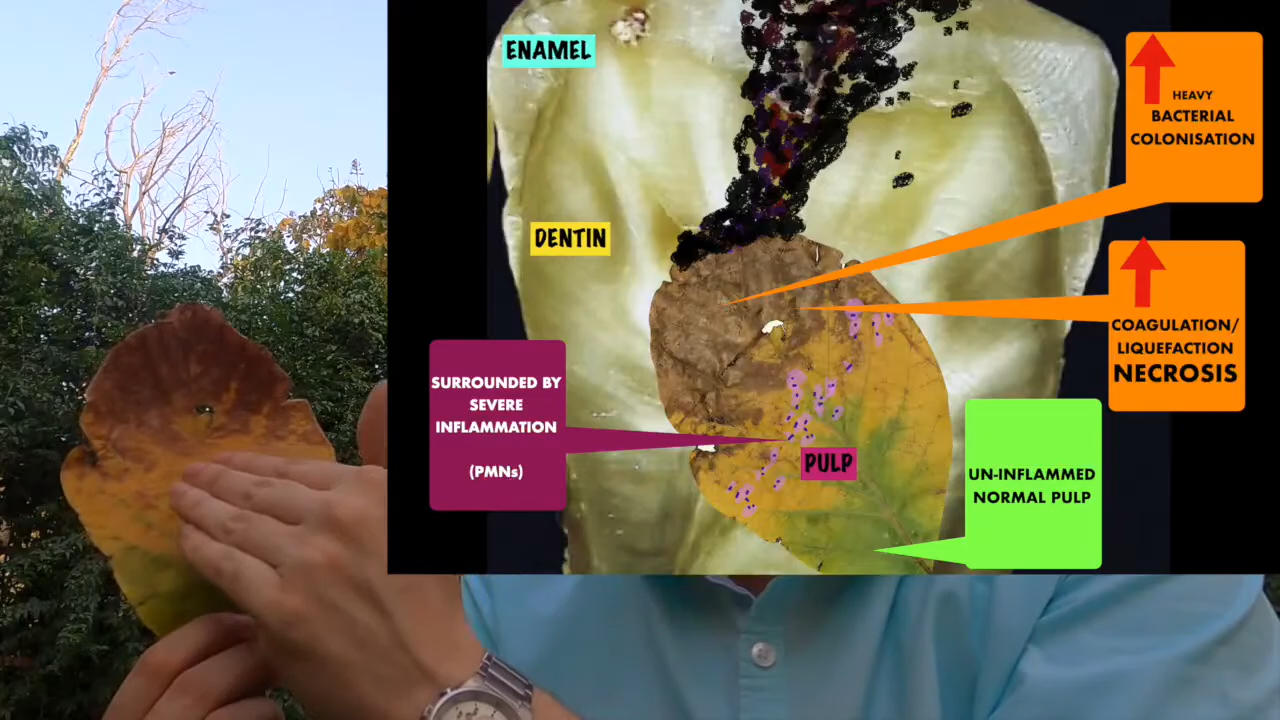 ENAMEL
HEAVY
BACTERIAL
COLONISATION
DENTIN
COAGULATION/
LIQUEFACTION
NECROSIS
SURROUNDED BY
SEVERE
INFLAMMATION
(PMNs)
PULP
UN-INFLAMMED
NORMAL PULP